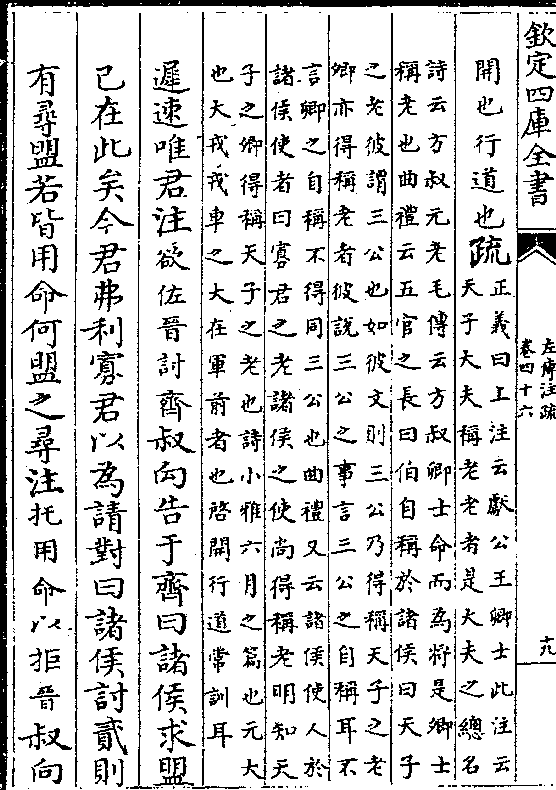 欽定四庫全書
左傳注疏
卷四十六
十九
開也行道也疏正義曰上注云獻公王卿士此注云
天子大夫稱老老者是大夫之總名
詩云方叔元老毛傳云方叔卿士命而為將是卿士
稱老也曲禮云五官之長曰伯自稱於諸侯曰天子
之老彼謂三公也如彼文則三公乃得稱天子之老
卿亦得稱老者彼說三公之事言三公之自稱耳不
言卿之自稱不得同三公也曲禮又云諸侯使人於
諸侯使者曰寡君之老諸侯之使尚得稱老明知天
子之卿得稱天子之老也詩小雅六月之篇也元大
也大戎戎車之大在軍前者也啓開行道常訓耳
遲速唯君注欲佐晉討齊叔向告于齊曰諸侯求盟
已在此矣今君弗利寡君以為請對曰諸侯討貳則
有尋盟若皆用命何盟之尋注托用命以拒晉叔向